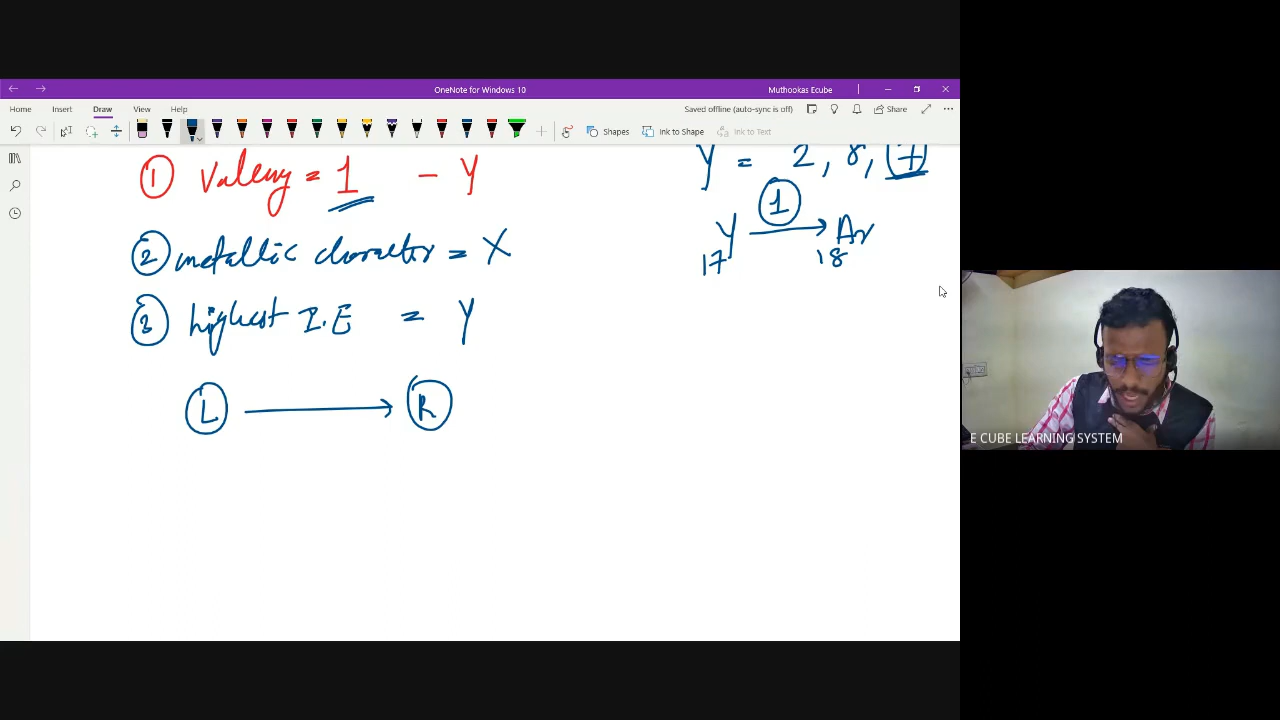 OneNote for Windows 10
Muthookas Ecube
Home Insert Draw View Help
Saved offline (auto-sync is off)
Share
Shapes
Ink to Shape
Ink to Text
① Valency = 1 - Y
② metallic character = X
③ highest I.E = Y
L → R
Y = 2, 8, 7
1
Y → Ar
17 18
E CUBE LEARNING SYSTEM